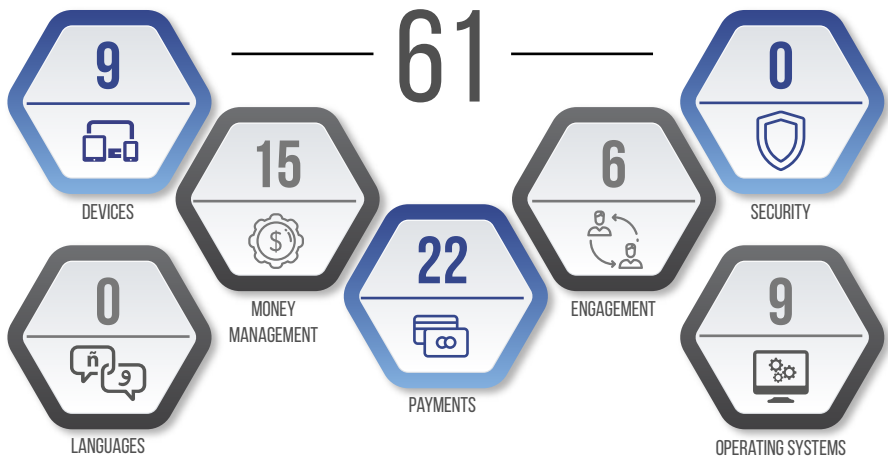 61
9
DEVICES
0
SECURITY
15
MONEY
MANAGEMENT
6
ENGAGEMENT
22
PAYMENTS
0
ñ
و
LANGUAGES
9
OPERATING SYSTEMS